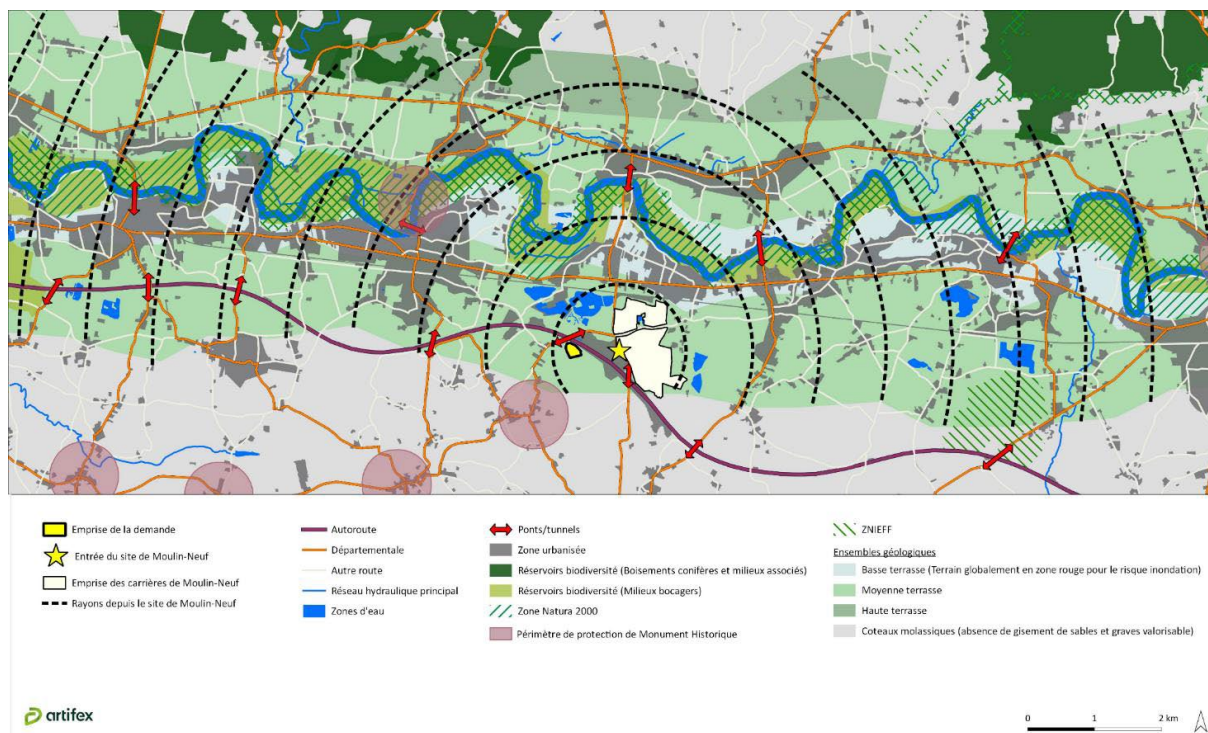 Emprise de la demande
Entrée du site de Moulin-Neuf
Emprise des carrières de Moulin-Neuf
Rayons depuis le site de Moulin-Neuf
Autoroute
Départementale
Autre route
Réseau hydraulique principal
Zones d'eau
Ponts/tunnels
Zone urbanisée
Réservoirs biodiversité (Boisements conifères et milieux associés)
Réservoirs biodiversité (Milieux bocagers)
Zone Natura 2000
Périmètre de protection de Monument Historique
ZNIEFF
Ensembles géologiques
Basse terrasse (Terrain globalement en zone rouge pour le risque inondation)
Moyenne terrasse
Haute terrasse
Coteaux molassiques (absence de gisement de sables et graves valorisable)
artifex
0 1 2 km